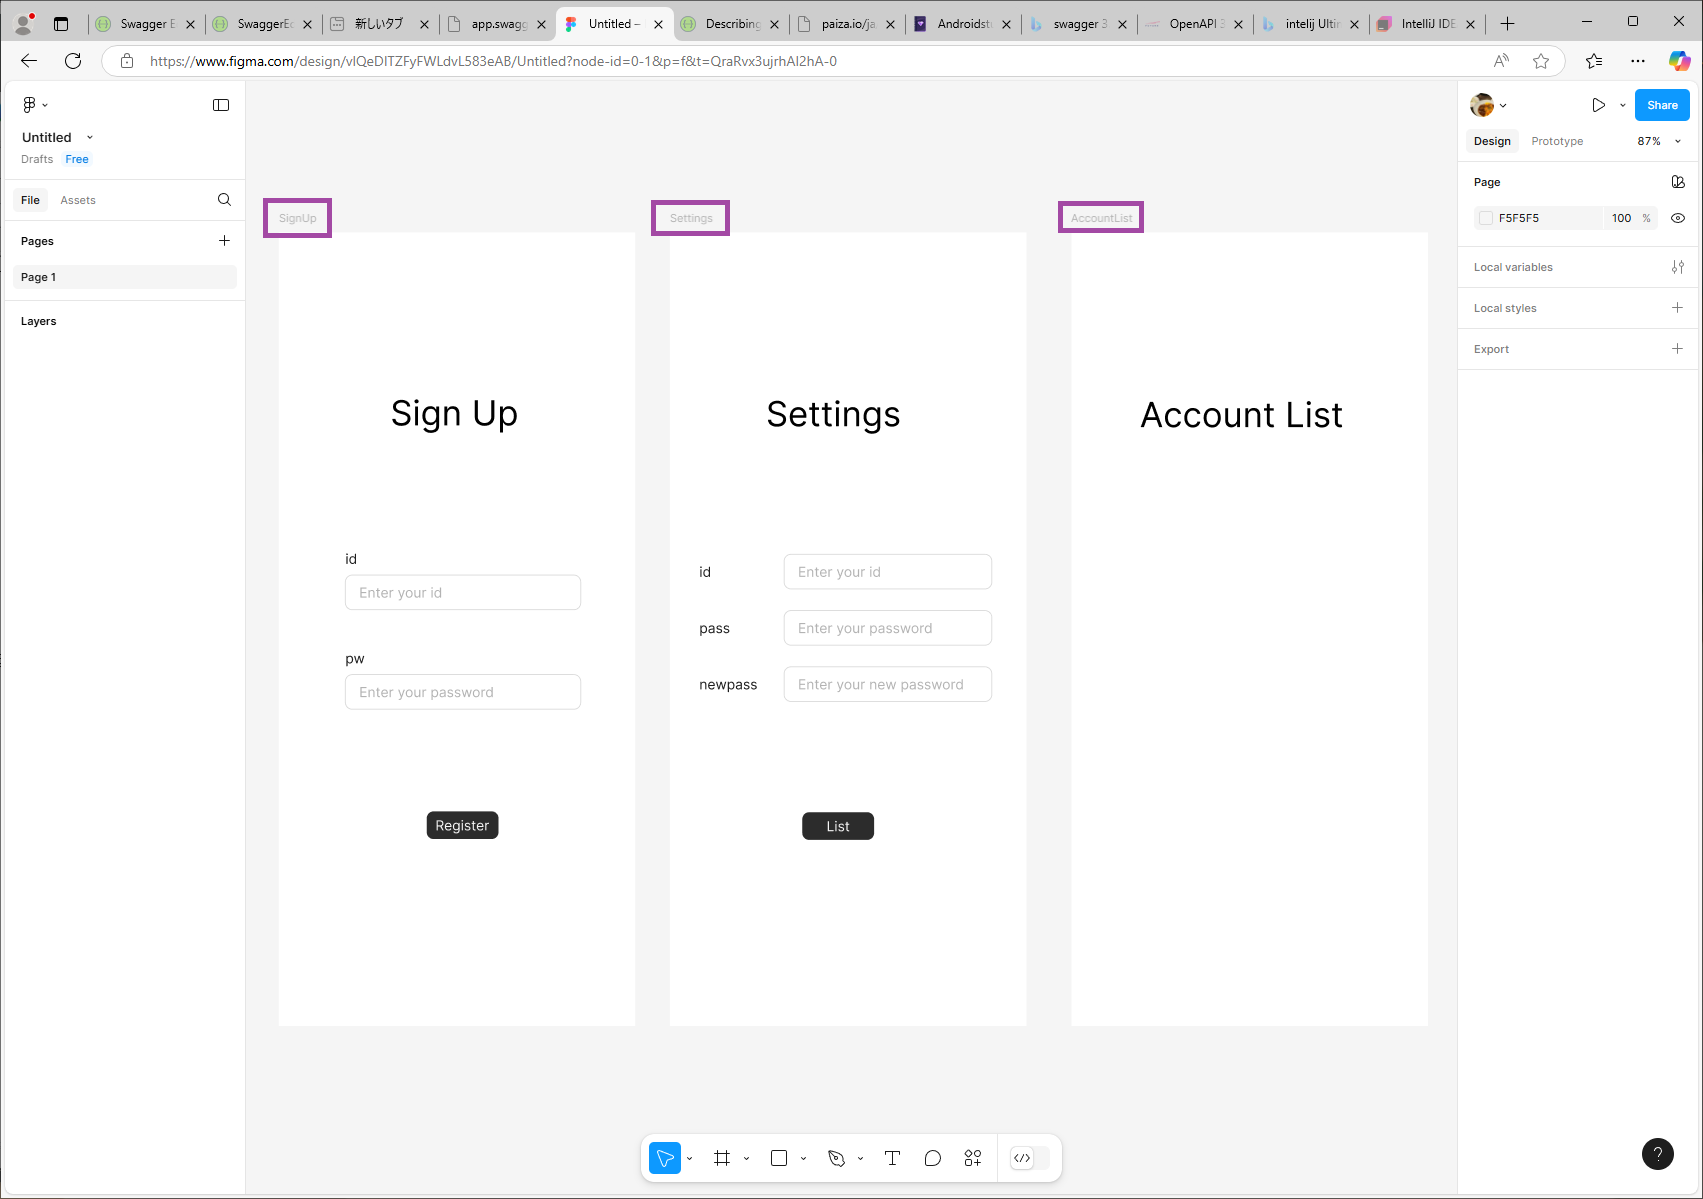 Swagger E
SwaggerEd
新しいタブ
app.swagg
Untitled –
Describing
paiza.io/ja
Androidst
swagger 3
OpenAPI 3
intelij Ultim
IntelliJ IDE
https://www.figma.com/design/vIQeDITZFyFWLdvL583eAB/Untitled?node-id=0-1&p=f&t=QraRvx3ujrhAI2hA-0
Untitled
Drafts Free
File Assets
Pages
Page 1
Layers
SignUp
Sign Up
id
Enter your id
pw
Enter your password
Register
Settings
Settings
id Enter your id
pass Enter your password
newpass Enter your new password
List
AccountList
Account List
Share
Design Prototype 87%
Page
F5F5F5 100 %
Local variables
Local styles
Export
?